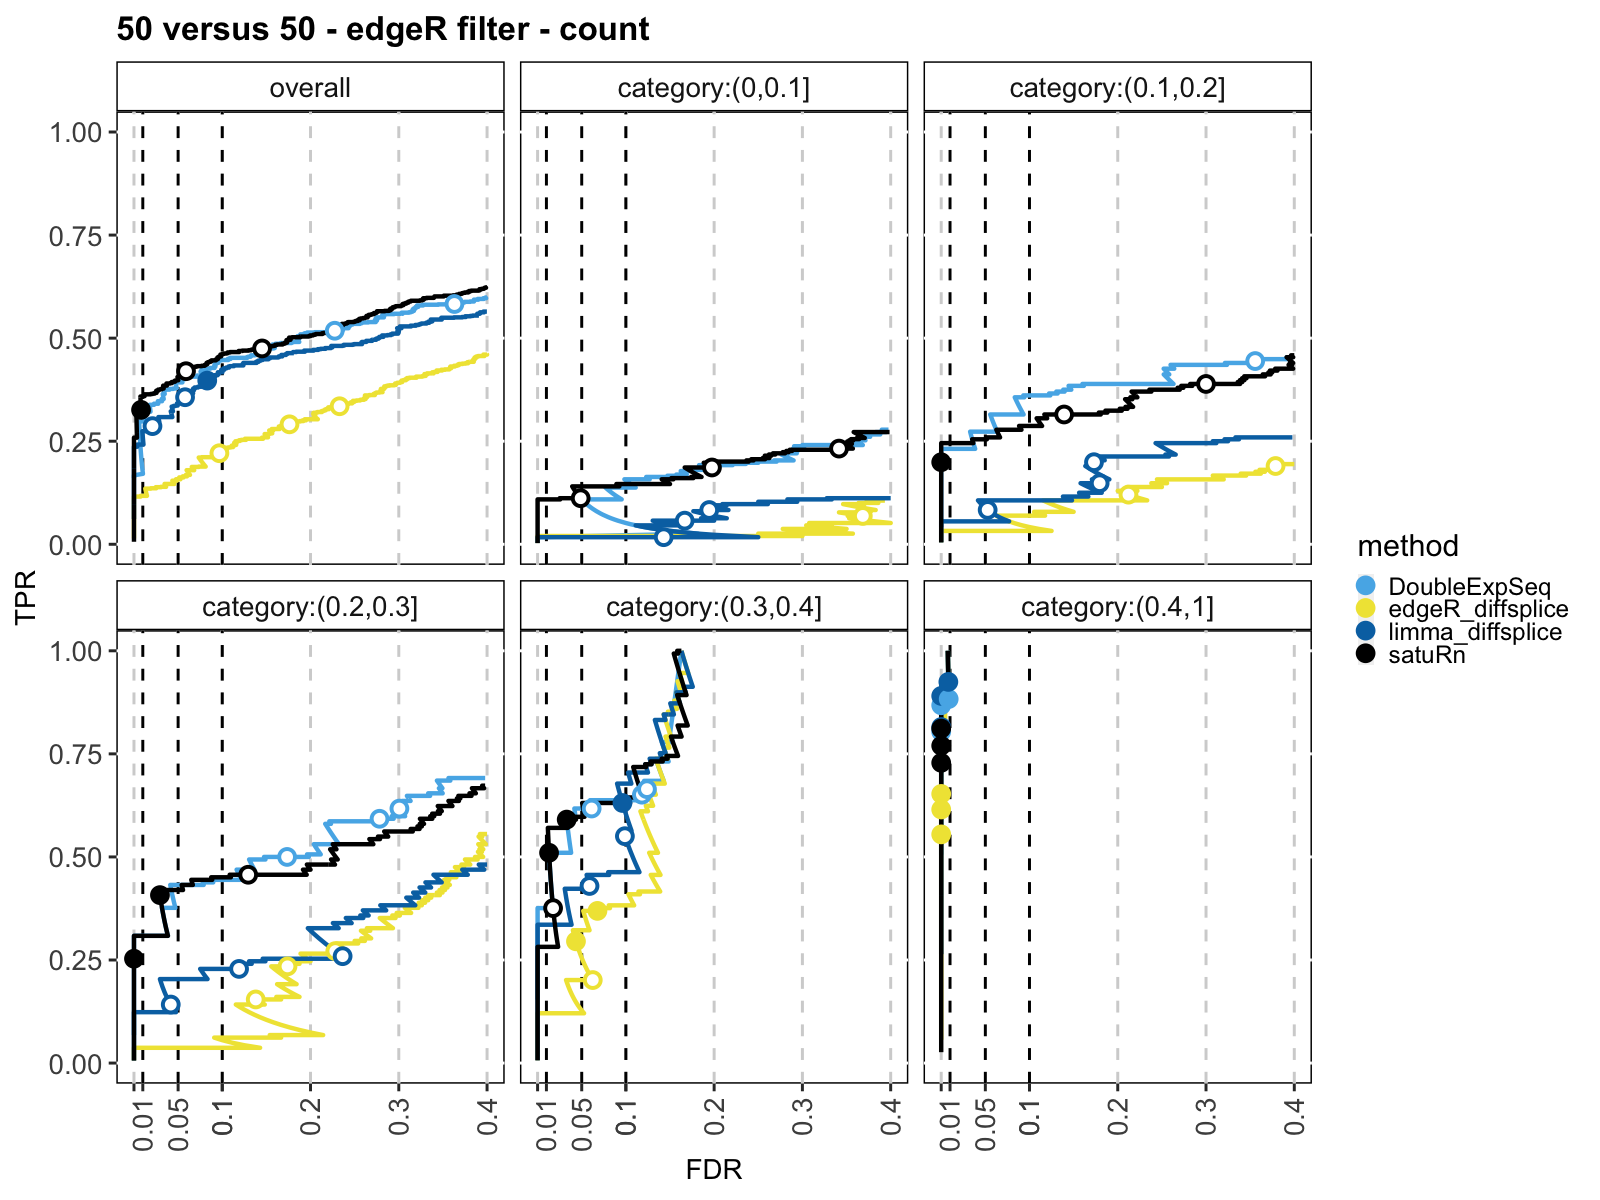 50 versus 50 - edgeR filter - count
overall
category:(0,0.1]
category:(0.1,0.2]
1.00
0.75
0.50
0.25
0.00
category:(0.2,0.3]
category:(0.3,0.4]
category:(0.4,1]
1.00
0.75
0.50
0.25
0.00
TPR
0.01
0.05
0.1
0.2
0.3
0.4
0.01
0.05
0.1
0.2
0.3
0.4
0.01
0.05
0.1
0.2
0.3
0.4
FDR
method
DoubleExpSeq
edgeR_diffsplice
limma_diffsplice
satuRn